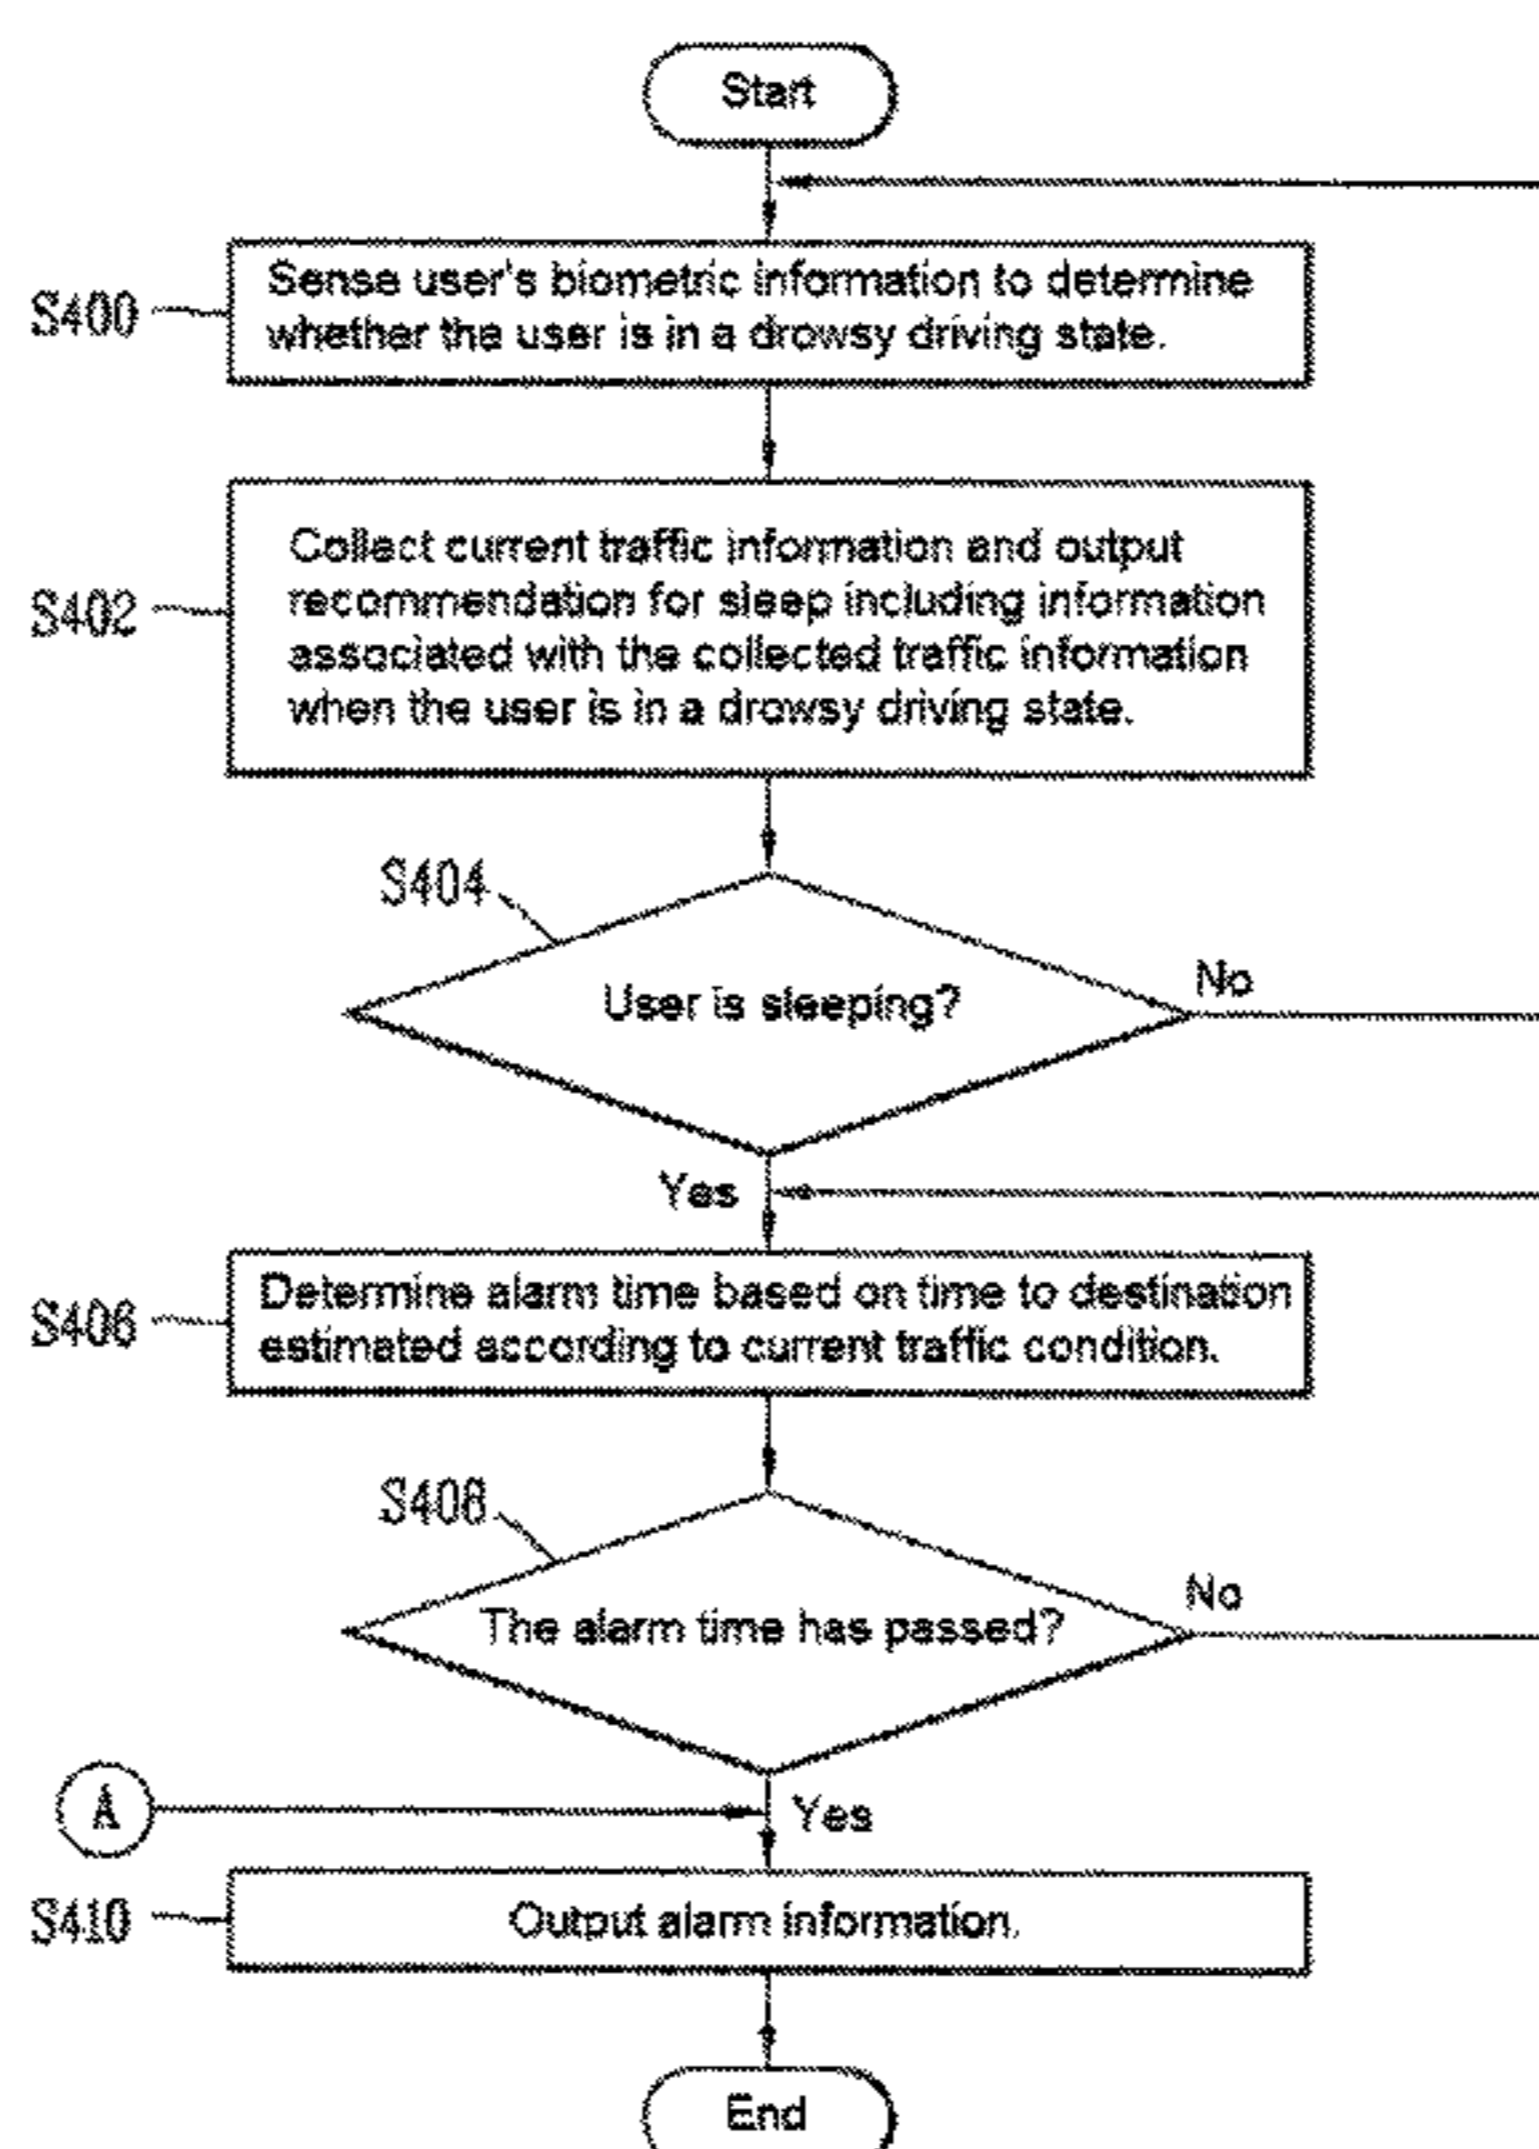 Start
S400
Sense user's biometric information to determine
whether the user is in a drowsy driving state.
S402
Collect current traffic information and output
recommendation for sleep including information
associated with the collected traffic information
when the user is in a drowsy driving state.
S404
User is sleeping?
No
Yes
S406
Determine alarm time based on time to destination
estimated according to current traffic condition.
S408
The alarm time has passed?
No
A
Yes
S410
Output alarm information.
End